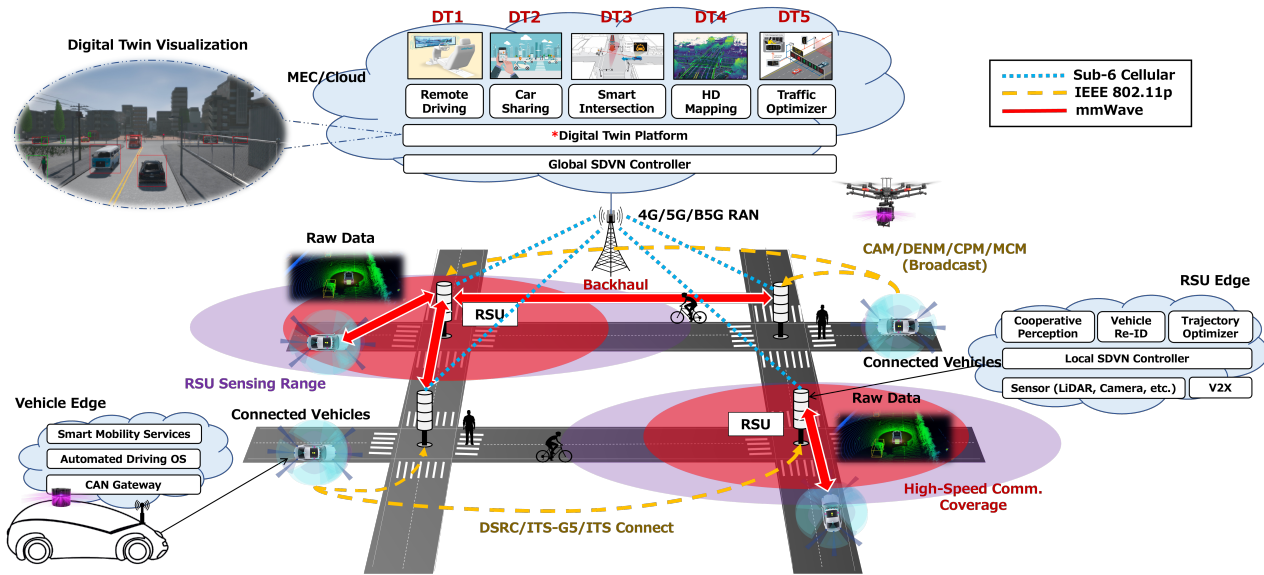 DT1
DT2
DT3
DT4
DT5
Digital Twin Visualization
MEC/Cloud
Remote
Driving
Car
Sharing
Smart
Intersection
HD
Mapping
Traffic
Optimizer
*Digital Twin Platform
Global SDVN Controller
Sub-6 Cellular
IEEE 802.11p
mmWave
4G/5G/B5G RAN
Raw Data
CAM/DENM/CPM/MCM
(Broadcast)
Backhaul
RSU
RSU Edge
Cooperative
Perception
Vehicle
Re-ID
Trajectory
Optimizer
Local SDVN Controller
Sensor (LiDAR, Camera, etc.)
V2X
Connected Vehicles
RSU Sensing Range
Vehicle Edge
Smart Mobility Services
Automated Driving OS
CAN Gateway
Connected Vehicles
Raw Data
RSU
High-Speed Comm.
Coverage
DSRC/ITS-G5/ITS Connect